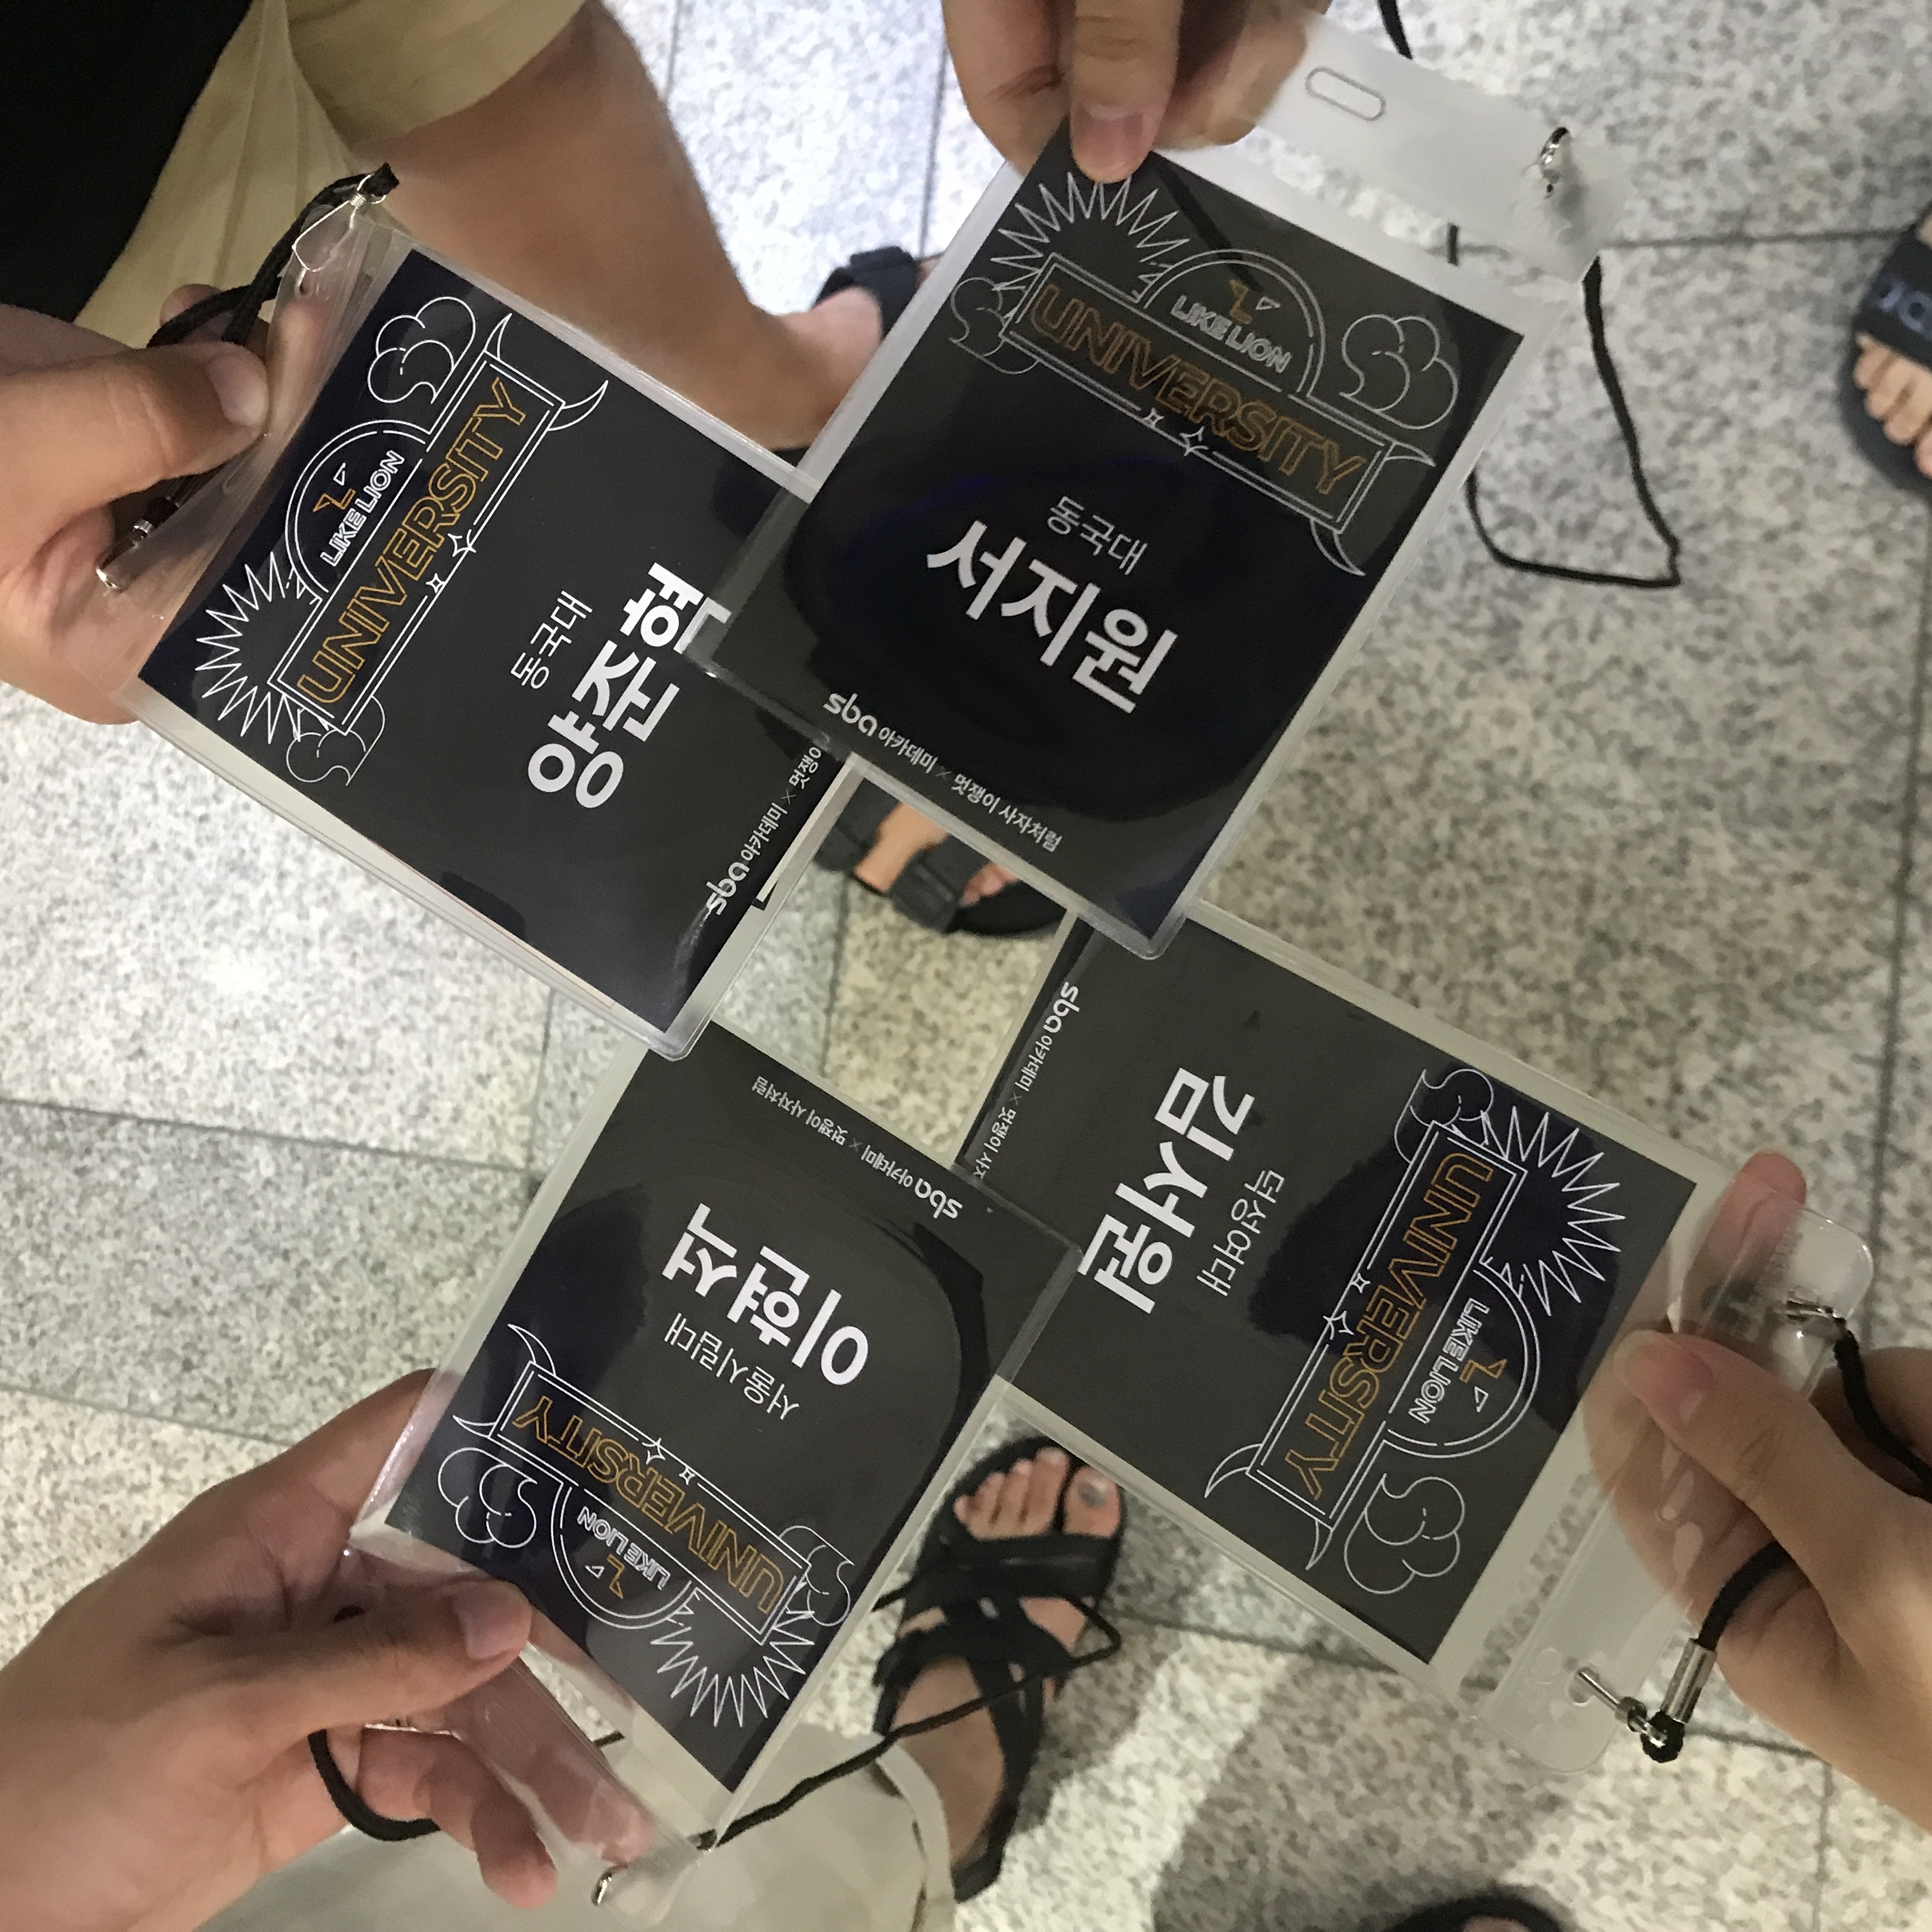 LIKE LION
UNIVERSITY
서울시립대
이현석
sba 아카데미 × 멋쟁이 사자처럼
LIKE LION
UNIVERSITY
동국대
양준혁
sba 아카데미 × 멋쟁이
LIKE LION
UNIVERSITY
동국대
서지원
sba 아카데미 × 멋쟁이 사자처럼
LIKE LION
UNIVERSITY
덕성여대
김서원
sba 아카데미 × 멋쟁이 사자